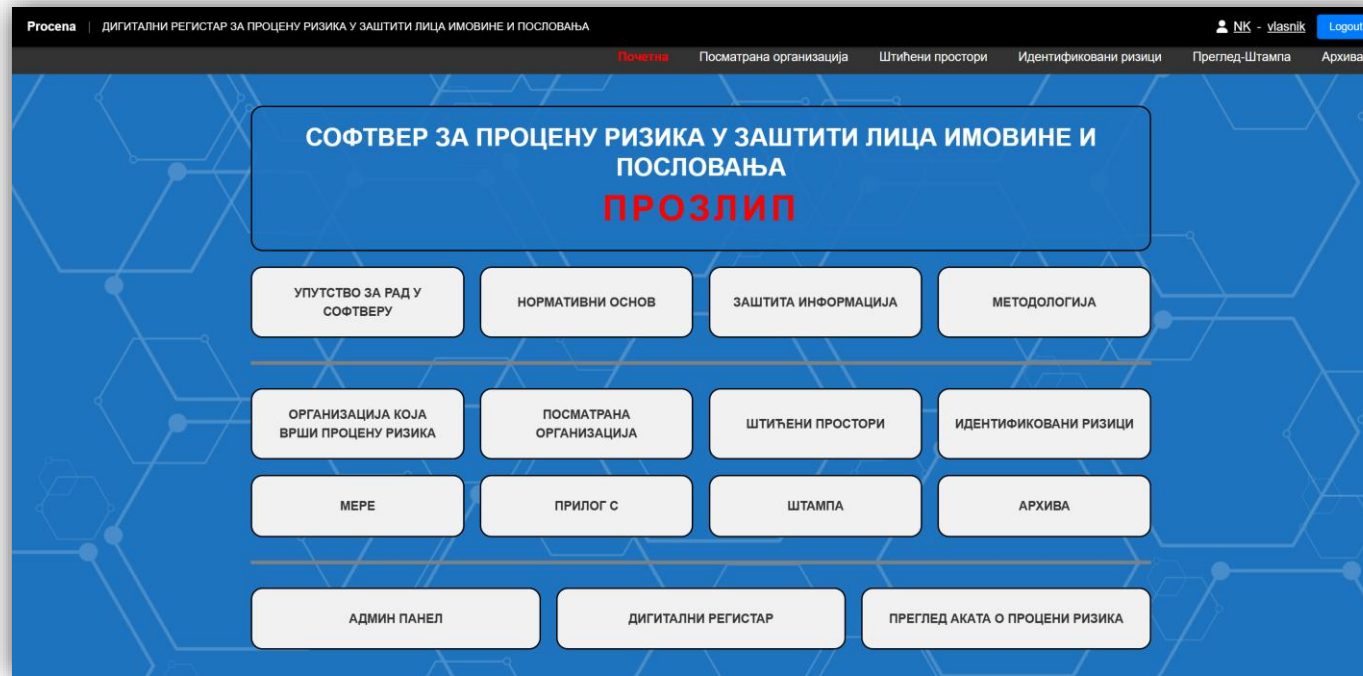 Procena | ДИГИТАЛНИ РЕГИСТАР ЗА ПРОЦЕНУ РИЗИКА У ЗАШТИТИ ЛИЦА ИМОВИНЕ И ПОСЛОВАЊА NK - vlasnik Logout
Почетна Посматрана организација Штићени простори Идентификовани ризици Преглед-Штампа Архива
СОФТВЕР ЗА ПРОЦЕНУ РИЗИКА У ЗАШТИТИ ЛИЦА ИМОВИНЕ И
ПОСЛОВАЊА
ПРОЗЛИП
УПУТСТВО ЗА РАД У
СОФТВЕРУ
НОРМАТИВНИ ОСНОВ
ЗАШТИТА ИНФОРМАЦИЈА
МЕТОДОЛОГИЈА
ОРГАНИЗАЦИЈА КОЈА
ВРШИ ПРОЦЕНУ РИЗИКА
ПОСМАТРАНА
ОРГАНИЗАЦИЈА
ШТИЋЕНИ ПРОСТОРИ
ИДЕНТИФИКОВАНИ РИЗИЦИ
МЕРЕ
ПРИЛОГ С
ШТАМПА
АРХИВА
АДМИН ПАНЕЛ
ДИГИТАЛНИ РЕГИСТАР
ПРЕГЛЕД АКАТА О ПРОЦЕНИ РИЗИКА